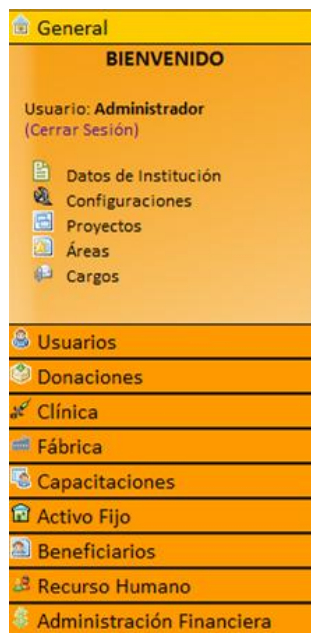 General
BIENVENIDO
Usuario: Administrador
(Cerrar Sesión)
Datos de Institución
Configuraciones
Proyectos
Áreas
Cargos
Usuarios
Donaciones
Clínica
Fábrica
Capacitaciones
Activo Fijo
Beneficiarios
Recurso Humano
Administración Financiera